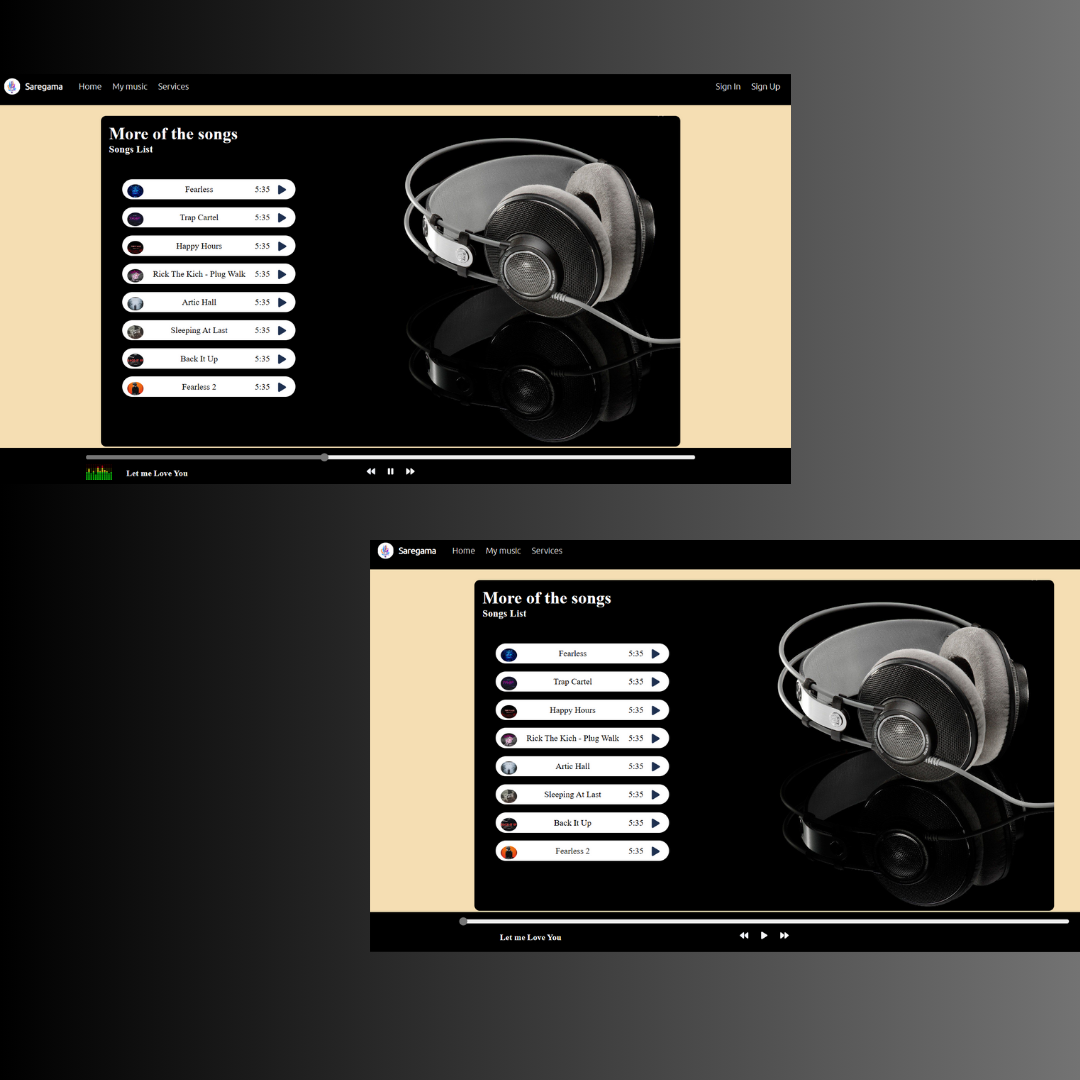 Saregama Home My music Services Sign In Sign Up
More of the songs
Songs List
Fearless 5:35
Trap Cartel 5:35
Happy Hours 5:35
Rick The Kich - Plug Walk 5:35
Artic Hall 5:35
Sleeping At Last 5:35
Back It Up 5:35
Fearless 2 5:35
Let me Love You
Saregama Home My music Services
More of the songs
Songs List
Fearless 5:35
Trap Cartel 5:35
Happy Hours 5:35
Rick The Kich - Plug Walk 5:35
Artic Hall 5:35
Sleeping At Last 5:35
Back It Up 5:35
Fearless 2 5:35
Let me Love You